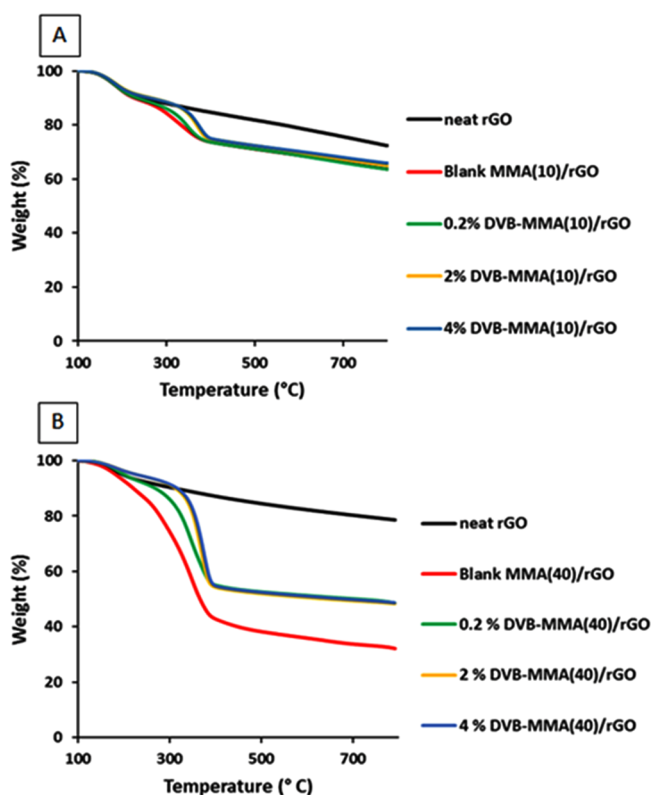 A
100
80
60
40
20
0
Weight (%)
100
300
500
700
Temperature (°C)
neat rGO
Blank MMA(10)/rGO
0.2% DVB-MMA(10)/rGO
2% DVB-MMA(10)/rGO
4% DVB-MMA(10)/rGO
B
100
80
60
40
20
0
Weight (%)
100
300
500
700
Temperature (° C)
neat rGO
Blank MMA(40)/rGO
0.2 % DVB-MMA(40)/rGO
2 % DVB-MMA(40)/rGO
4 % DVB-MMA(40)/rGO